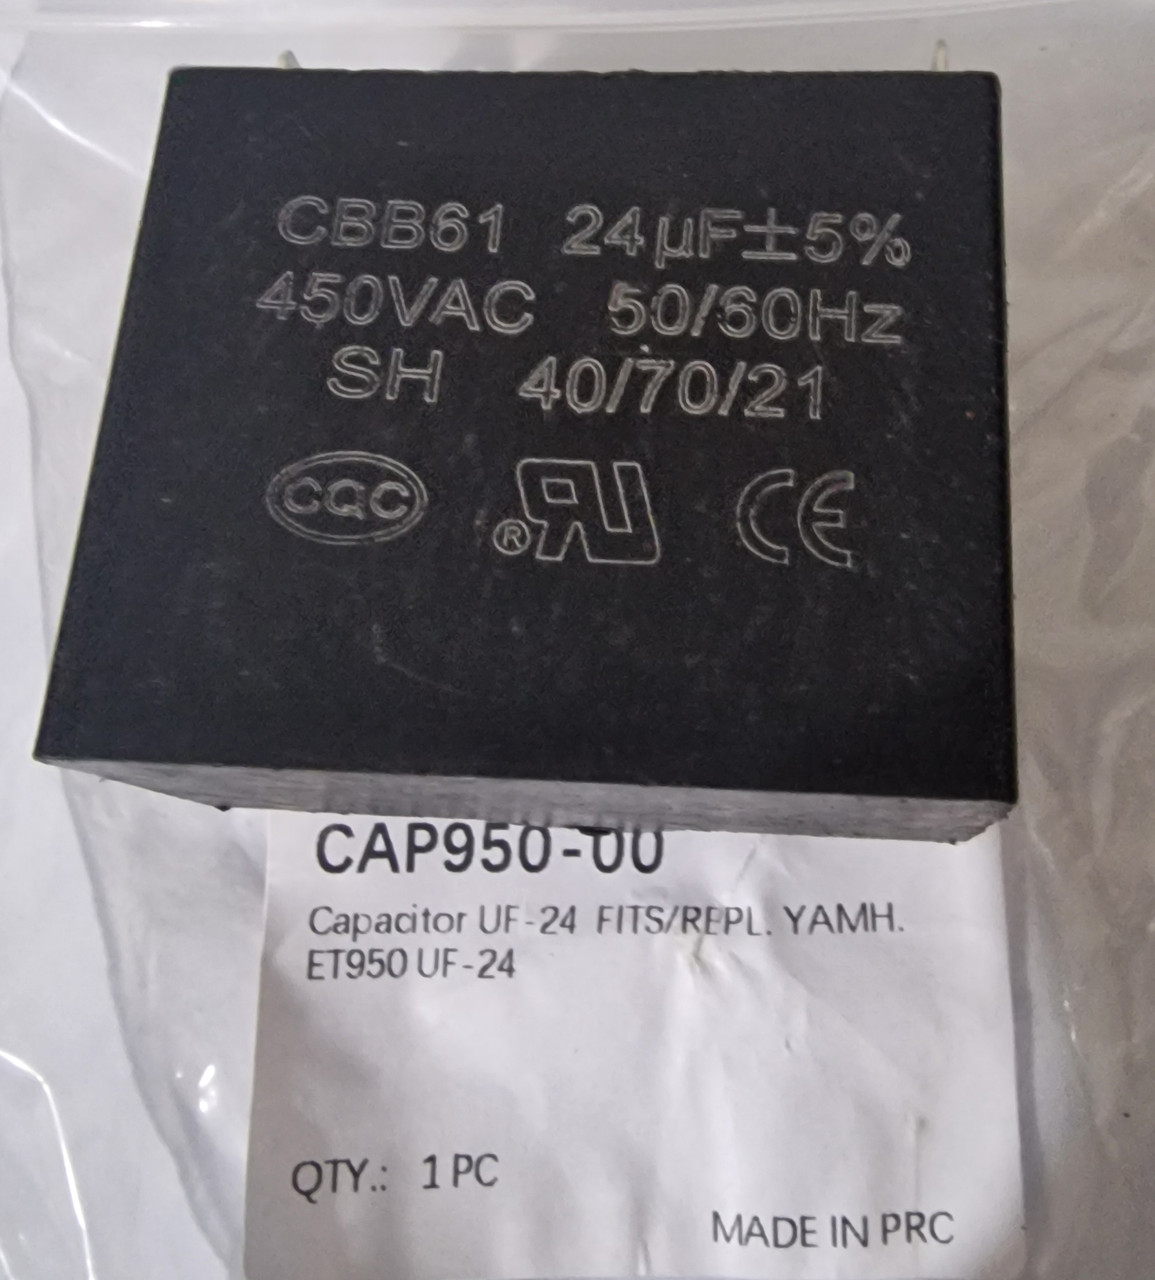 CBB61 24µF±5%
450VAC 50/60Hz
SH 40/70/21
CQC ® RU CE
CAP950-00
Capacitor UF-24 FITS/REPL. YAMH.
ET950 UF-24
QTY.: 1 PC
MADE IN PRC